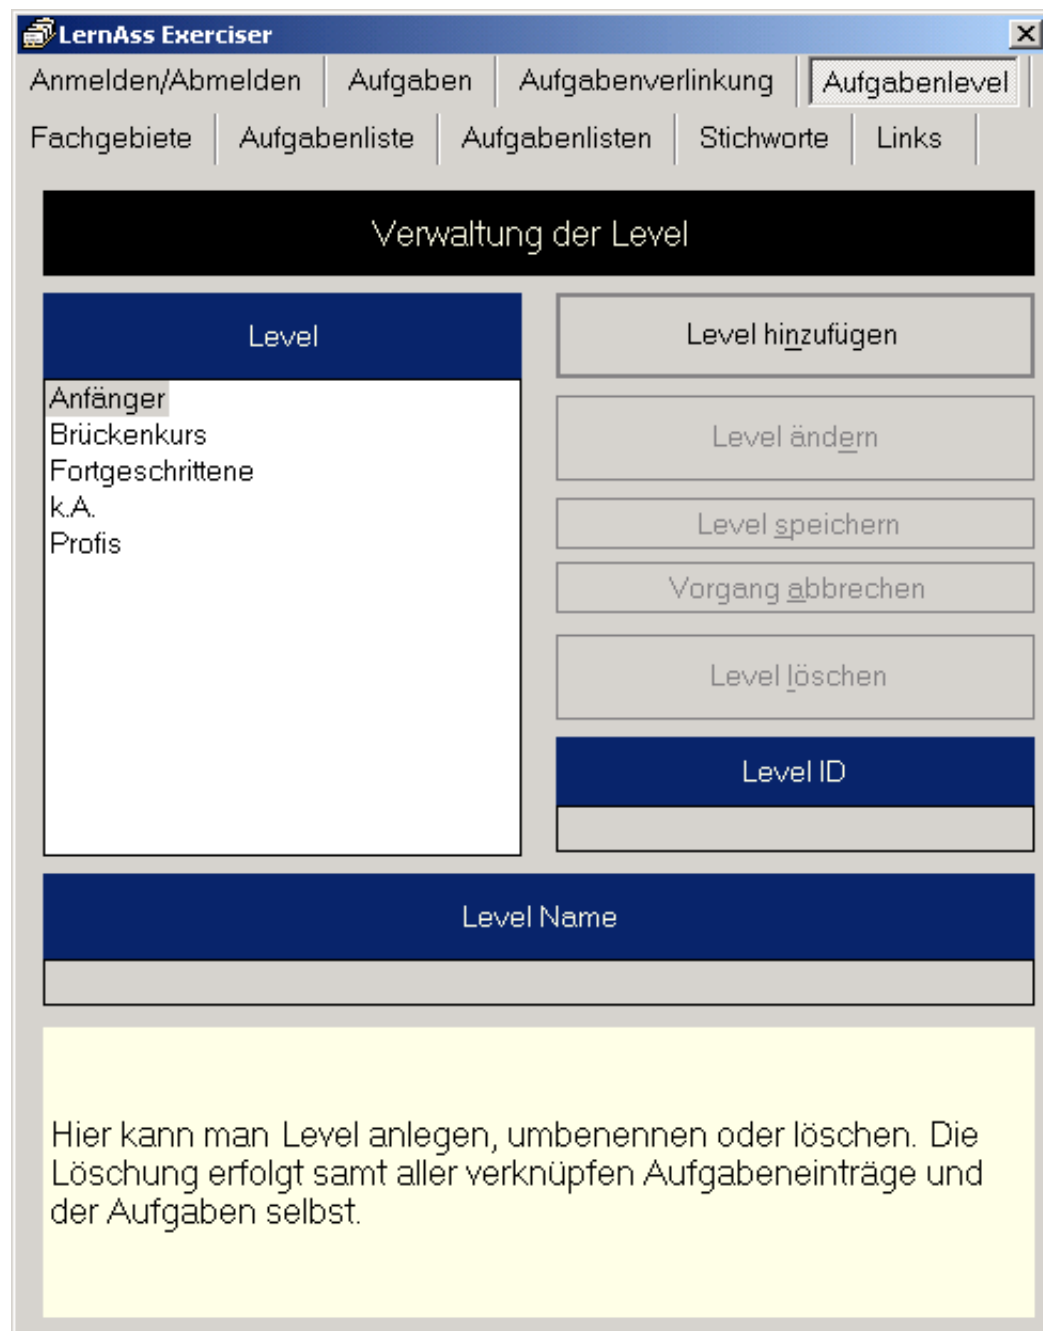 LernAss Exerciser
Anmelden/Abmelden Aufgaben Aufgabenverlinkung Aufgabenlevel
Fachgebiete Aufgabenliste Aufgabenlisten Stichworte Links
Verwaltung der Level
Level
Anfänger
Brückenkurs
Fortgeschrittene
k.A.
Profis
Level hinzufügen
Level ändern
Level speichern
Vorgang abbrechen
Level löschen
Level ID
Level Name
Hier kann man Level anlegen, umbenennen oder löschen. Die
Löschung erfolgt samt aller verknüpfen Aufgabeneinträge und
der Aufgaben selbst.